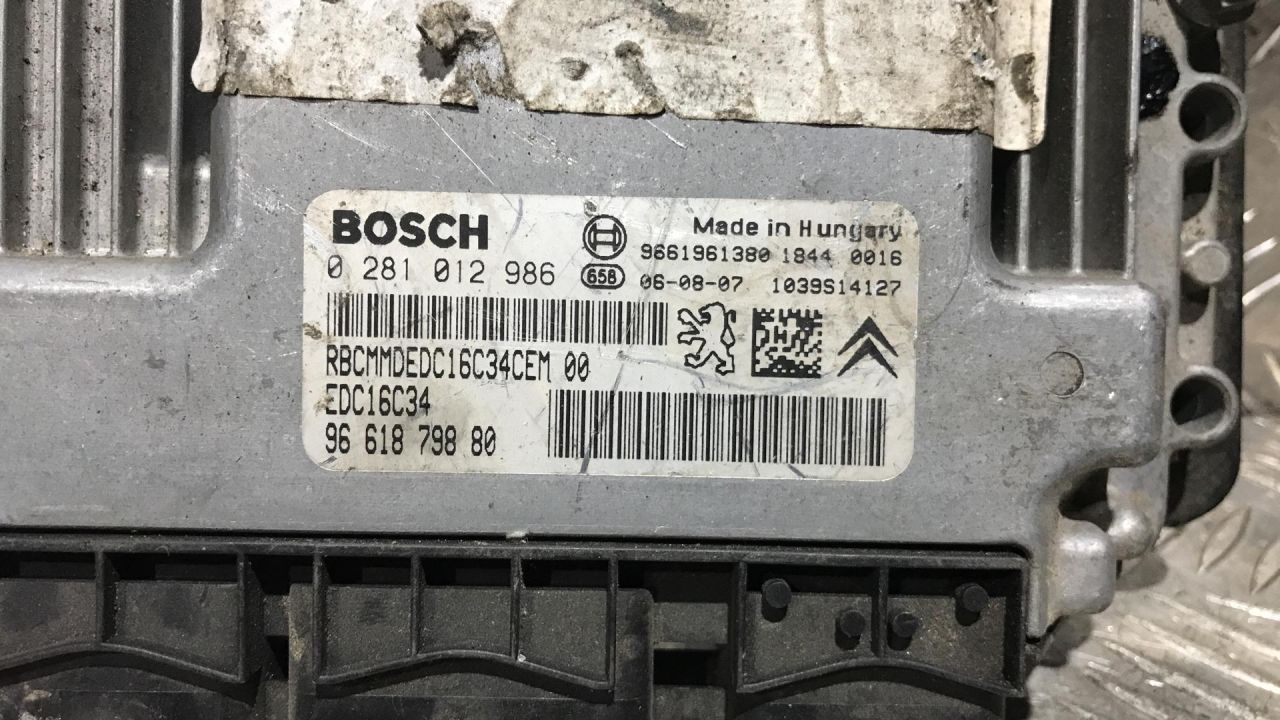 BOSCH
Made in Hungary
9661961380 1844 0016
0 281 012 986
658 06-08-07 1039S14127
RBCMMDEDC16C34CEM 00
EDC16C34
96 618 798 80